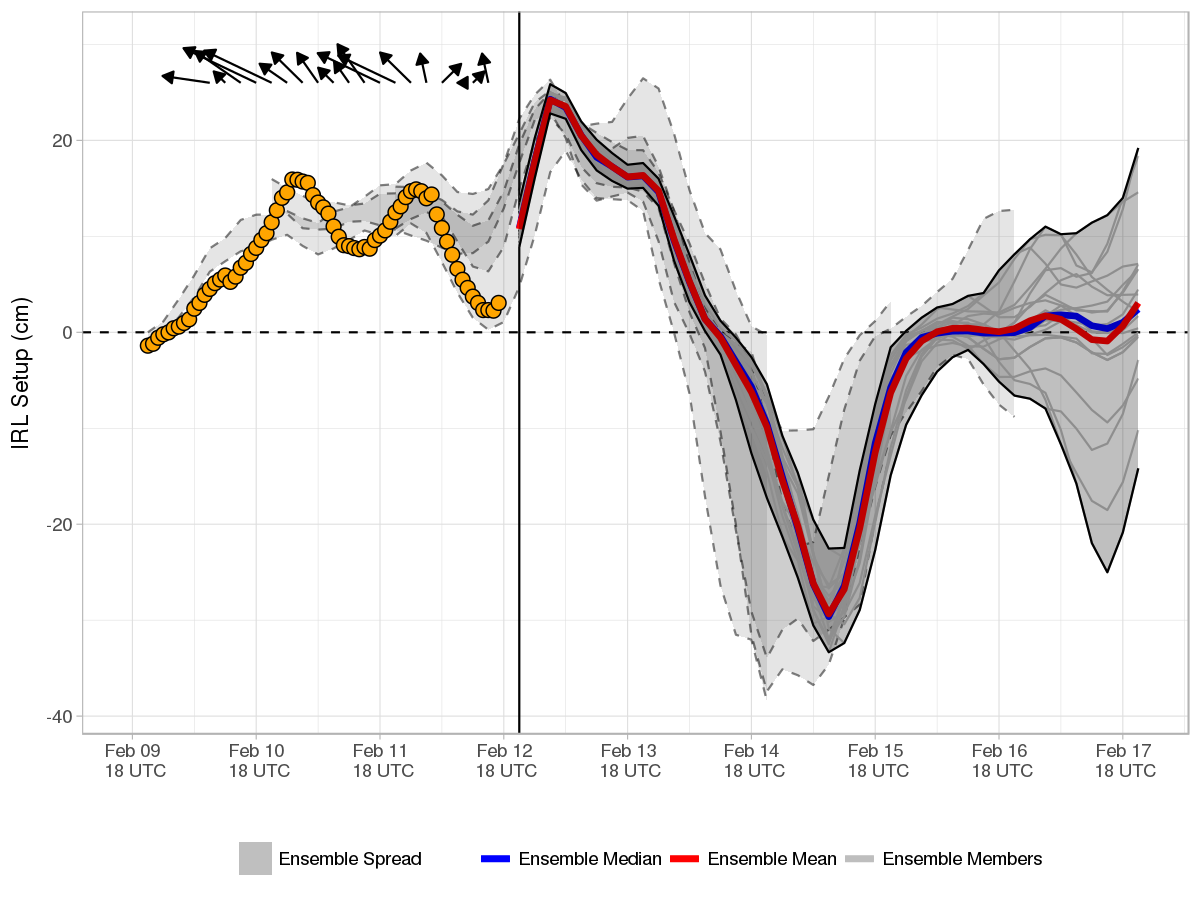 IRL Setup (cm)
20
0
-20
-40
Feb 09 Feb 10 Feb 11 Feb 12 Feb 13 Feb 14 Feb 15 Feb 16 Feb 17
18 UTC 18 UTC 18 UTC 18 UTC 18 UTC 18 UTC 18 UTC 18 UTC 18 UTC
Ensemble Spread Ensemble Median Ensemble Mean Ensemble Members